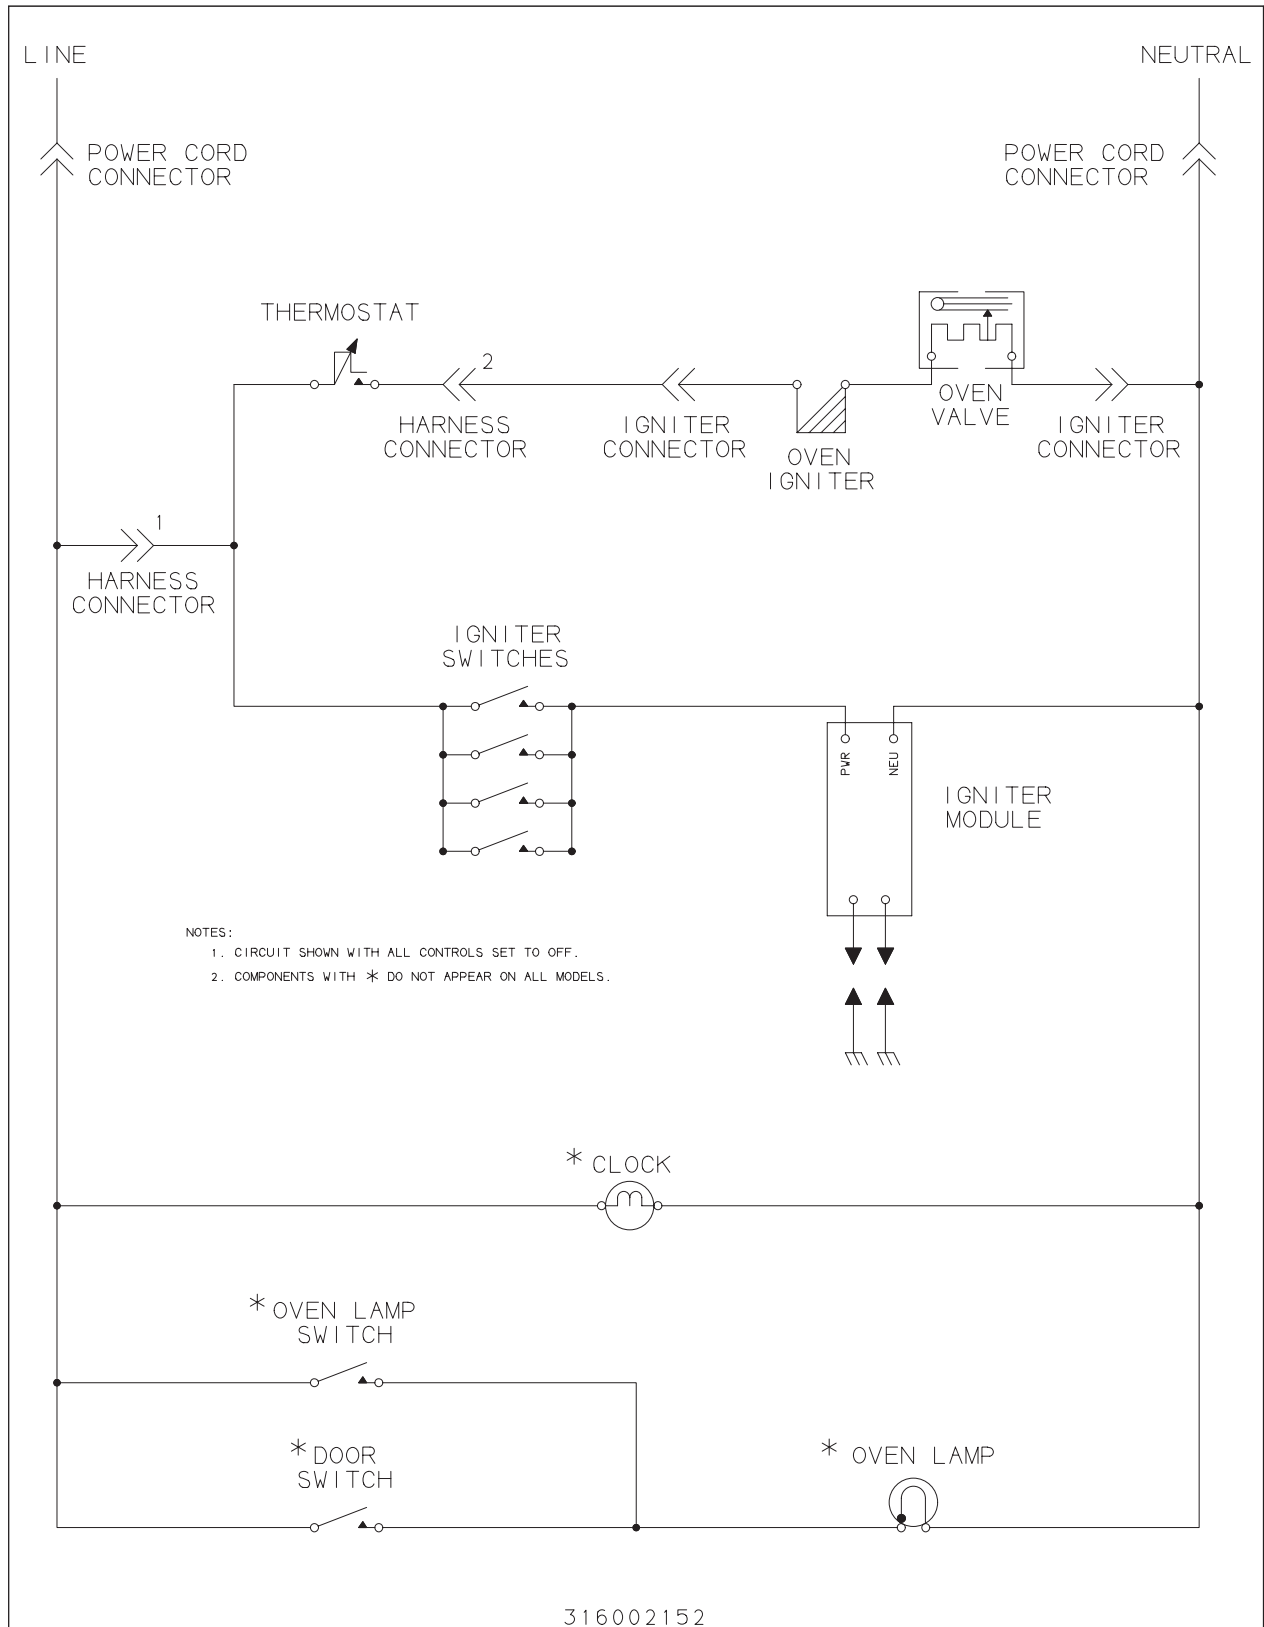 LINE
NEUTRAL
POWER CORD
CONNECTOR
POWER CORD
CONNECTOR
THERMOSTAT
2
HARNESS
CONNECTOR
IGNITER
CONNECTOR
OVEN
IGNITER
OVEN
VALVE
IGNITER
CONNECTOR
1
HARNESS
CONNECTOR
IGNITER
SWITCHES
PWR
NEU
IGNITER
MODULE
NOTES:
1. CIRCUIT SHOWN WITH ALL CONTROLS SET TO OFF.
2. COMPONENTS WITH * DO NOT APPEAR ON ALL MODELS.
* CLOCK
* OVEN LAMP
SWITCH
* DOOR
SWITCH
* OVEN LAMP
316002152